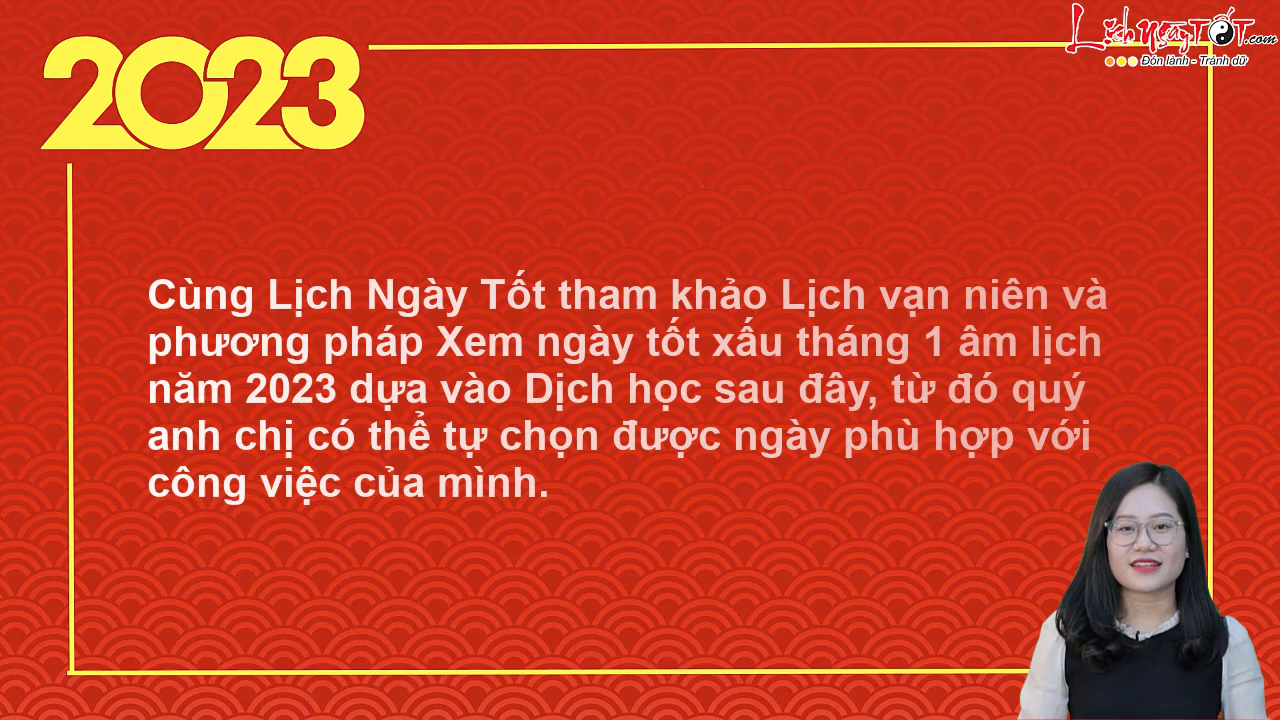 2023
Lịch NgàyTỐT.com
Đón lành - Tránh dữ
Cùng Lịch Ngày Tốt tham khảo Lịch vạn niên và
phương pháp Xem ngày tốt xấu tháng 1 âm lịch
năm 2023 dựa vào Dịch học sau đây, từ đó quý
anh chị có thể tự chọn được ngày phù hợp với
công việc của mình.